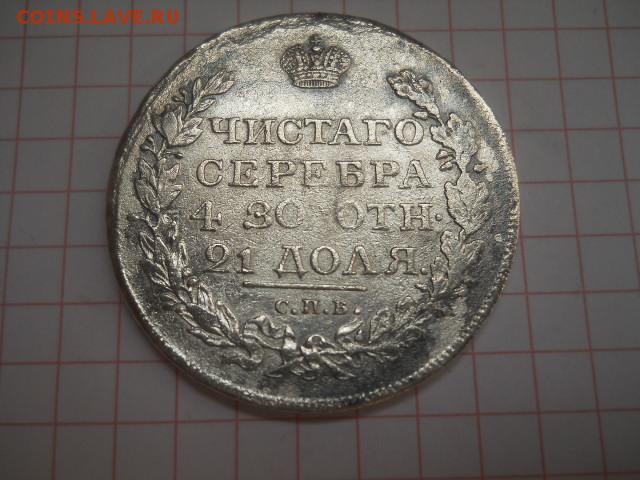 COINS.LAVE.RU
ЧИСТАГО
СЕРЕБРА
4 ЗО ОТН.
21 ДОЛЯ.
С.П.Б.